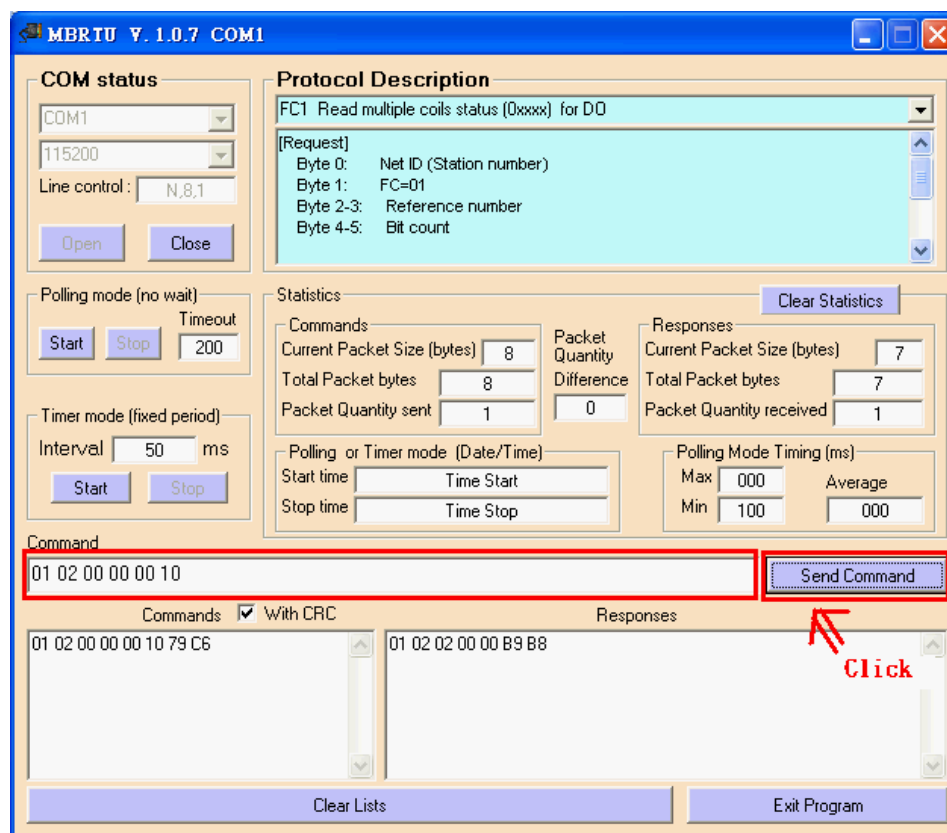 MBRTU V. 1.0.7 COM1
COM status
COM1
115200
Line control : N,8,1
Open Close
Protocol Description
FC1 Read multiple coils status (0xxxx) for DO
[Request]
Byte 0: Net ID (Station number)
Byte 1: FC=01
Byte 2-3: Reference number
Byte 4-5: Bit count
Polling mode (no wait)
Timeout
Start Stop 200
Timer mode (fixed period)
Interval 50 ms
Start Stop
Statistics
Clear Statistics
Commands
Current Packet Size (bytes) 8
Total Packet bytes 8
Packet Quantity sent 1
Packet
Quantity
Difference
0
Responses
Current Packet Size (bytes) 7
Total Packet bytes 7
Packet Quantity received 1
Polling or Timer mode (Date/Time)
Start time Time Start
Stop time Time Stop
Polling Mode Timing (ms)
Max 000 Average
Min 100 000
Command
01 02 00 00 00 10 Send Command
Commands With CRC Responses
01 02 00 00 00 10 79 C6 01 02 02 00 00 B9 B8
Click
Clear Lists Exit Program